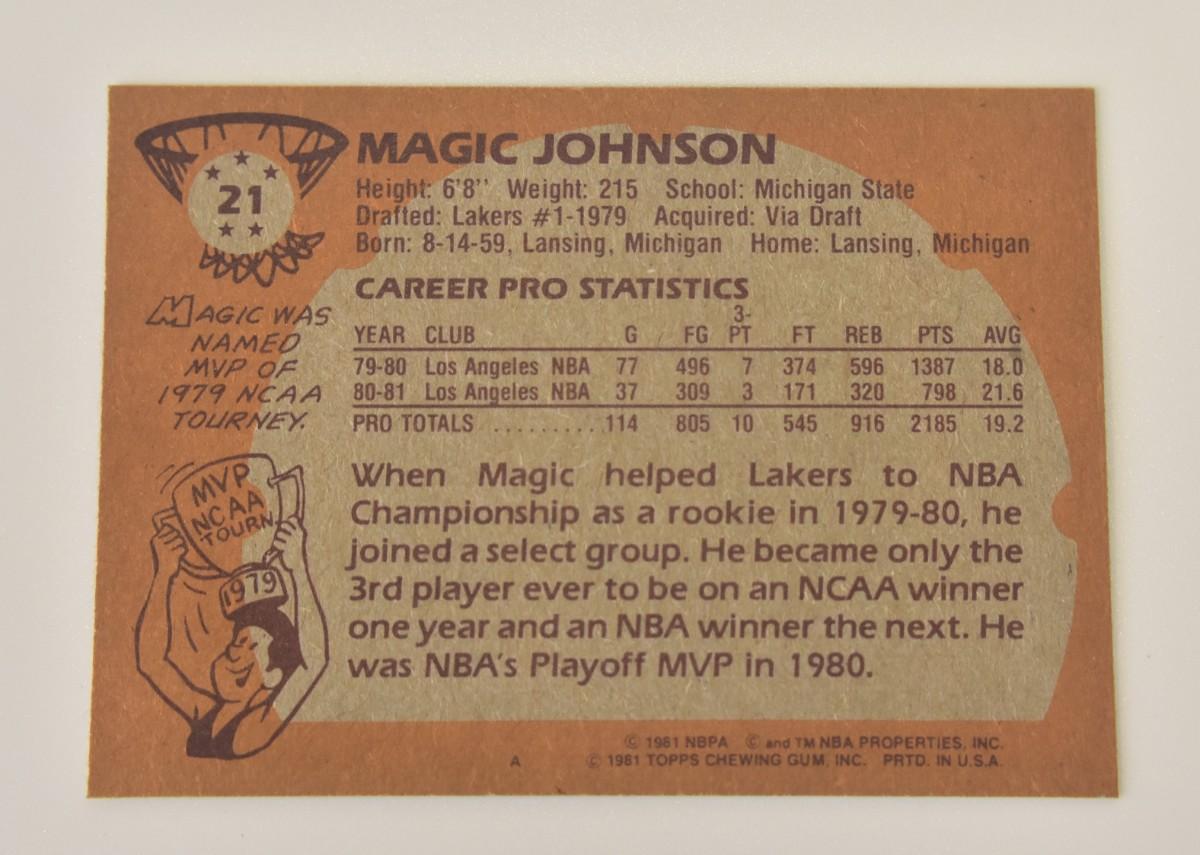 21
MAGIC JOHNSON
Height: 6'8'' Weight: 215 School: Michigan State
Drafted: Lakers #1-1979 Acquired: Via Draft
Born: 8-14-59, Lansing, Michigan Home: Lansing, Michigan
MAGIC WAS
NAMED
MVP OF
1979 NCAA
TOURNEY.
MVP
NCAA
TOURN
1979
CAREER PRO STATISTICS
YEAR CLUB G FG 3-PT FT REB PTS AVG
79-80 Los Angeles NBA 77 496 7 374 596 1387 18.0
80-81 Los Angeles NBA 37 309 3 171 320 798 21.6
PRO TOTALS ......... 114 805 10 545 916 2185 19.2
When Magic helped Lakers to NBA
Championship as a rookie in 1979-80, he
joined a select group. He became only the
3rd player ever to be on an NCAA winner
one year and an NBA winner the next. He
was NBA's Playoff MVP in 1980.
© 1981 NBPA © and TM NBA PROPERTIES, INC.
A © 1981 TOPPS CHEWING GUM, INC. PRTD. IN U.S.A.